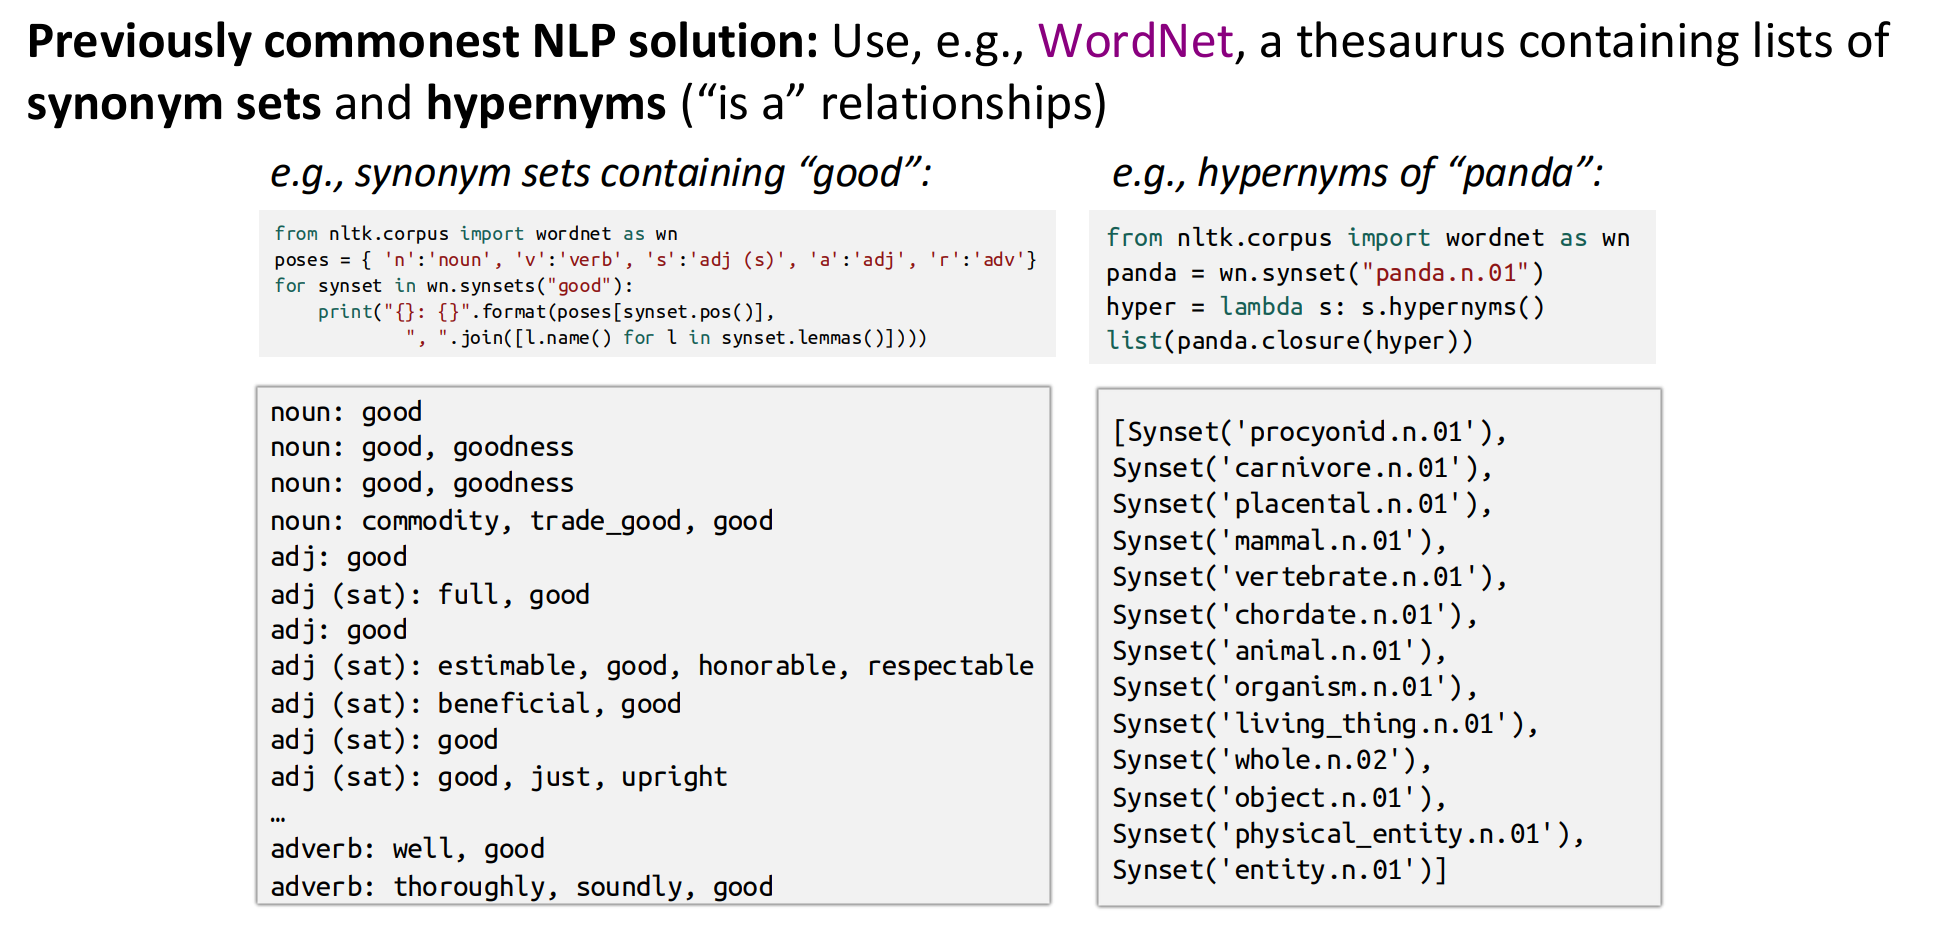 Previously commonest NLP solution: Use, e.g., WordNet, a thesaurus containing lists of
synonym sets and hypernyms (“is a” relationships)
e.g., synonym sets containing “good”:
from nltk.corpus import wordnet as wn
poses = { 'n':'noun', 'v':'verb', 's':'adj (s)', 'a':'adj', 'r':'adv'}
for synset in wn.synsets("good"):
    print("{}: {}".format(poses[synset.pos()],
            ", ".join([l.name() for l in synset.lemmas()])))
noun: good
noun: good, goodness
noun: good, goodness
noun: commodity, trade_good, good
adj: good
adj (sat): full, good
adj: good
adj (sat): estimable, good, honorable, respectable
adj (sat): beneficial, good
adj (sat): good
adj (sat): good, just, upright
…
adverb: well, good
adverb: thoroughly, soundly, good
e.g., hypernyms of “panda”:
from nltk.corpus import wordnet as wn
panda = wn.synset("panda.n.01")
hyper = lambda s: s.hypernyms()
list(panda.closure(hyper))
[Synset('procyonid.n.01'),
Synset('carnivore.n.01'),
Synset('placental.n.01'),
Synset('mammal.n.01'),
Synset('vertebrate.n.01'),
Synset('chordate.n.01'),
Synset('animal.n.01'),
Synset('organism.n.01'),
Synset('living_thing.n.01'),
Synset('whole.n.02'),
Synset('object.n.01'),
Synset('physical_entity.n.01'),
Synset('entity.n.01')]